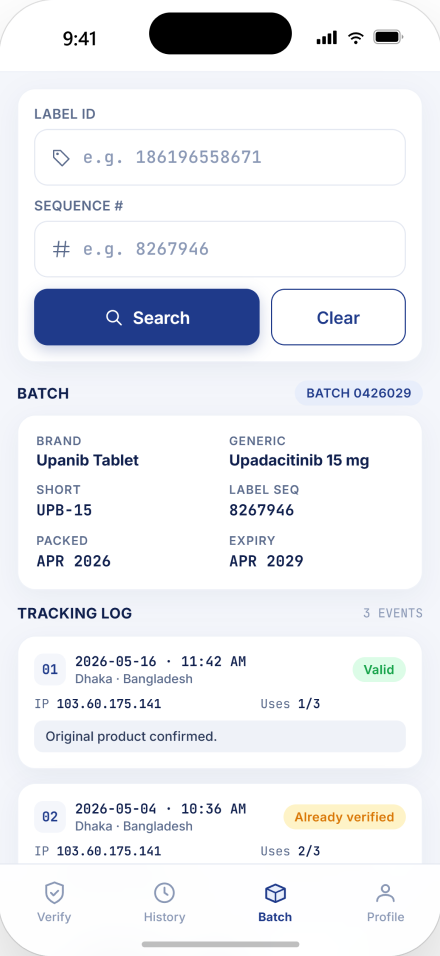 9:41
LABEL ID
e.g. 186196558671
SEQUENCE #
# e.g. 8267946
Search
Clear
BATCH
BATCH 0426029
BRAND
GENERIC
Upanib Tablet
Upadacitinib 15 mg
SHORT
LABEL SEQ
UPB-15
8267946
PACKED
EXPIRY
APR 2026
APR 2029
TRACKING LOG
3 EVENTS
01
2026-05-16 · 11:42 AM
Dhaka · Bangladesh
Valid
IP 103.60.175.141
Uses 1/3
Original product confirmed.
02
2026-05-04 · 10:36 AM
Dhaka · Bangladesh
Already verified
IP 103.60.175.141
Uses 2/3
Verify
History
Batch
Profile